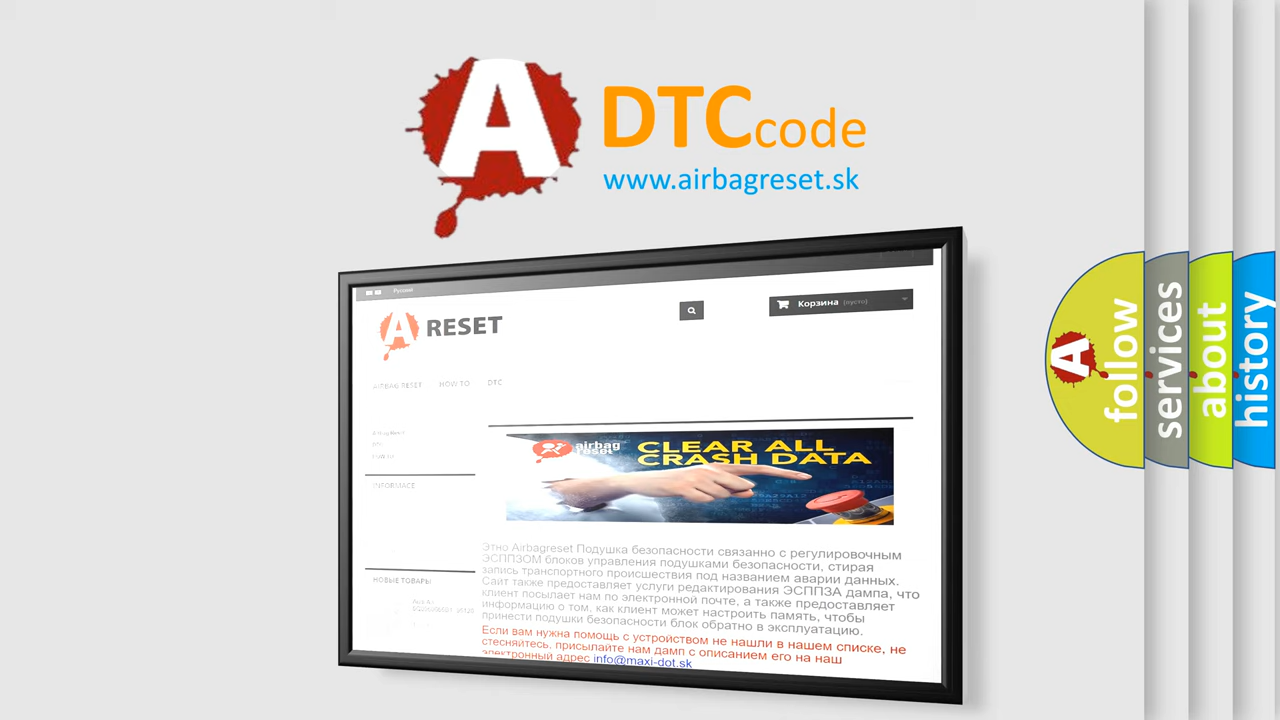 A DTC code
www.airbagreset.sk
Русский
A RESET
Корзина (пусто)
AIRBAG RESET HOW TO DTC
INFORMACE
airbag reset
CLEAR ALL
CRASH DATA
Этно Airbagreset Подушка безопасности связанно с регулировочным
ЭСППЗОМ блоков управления подушками безопасности, стирая
запись транспортного происшествия под названием аварии данных.
Сайт также предоставляет услуги редактирования ЭСППЗА дампа, что
клиент посылает нам по электронной почте, а также предоставляет
информацию о том, как клиент может настроить память, чтобы
принести подушки безопасности блок обратно в эксплуатацию.
Если вам нужна помощь с устройством не нашли в нашем списке, не
стесняйтесь, присылайте нам дамп с описанием его на наш
электронный адрес info@maxi-dot.sk
НОВЫЕ ТОВАРЫ
A follow
services
about
history